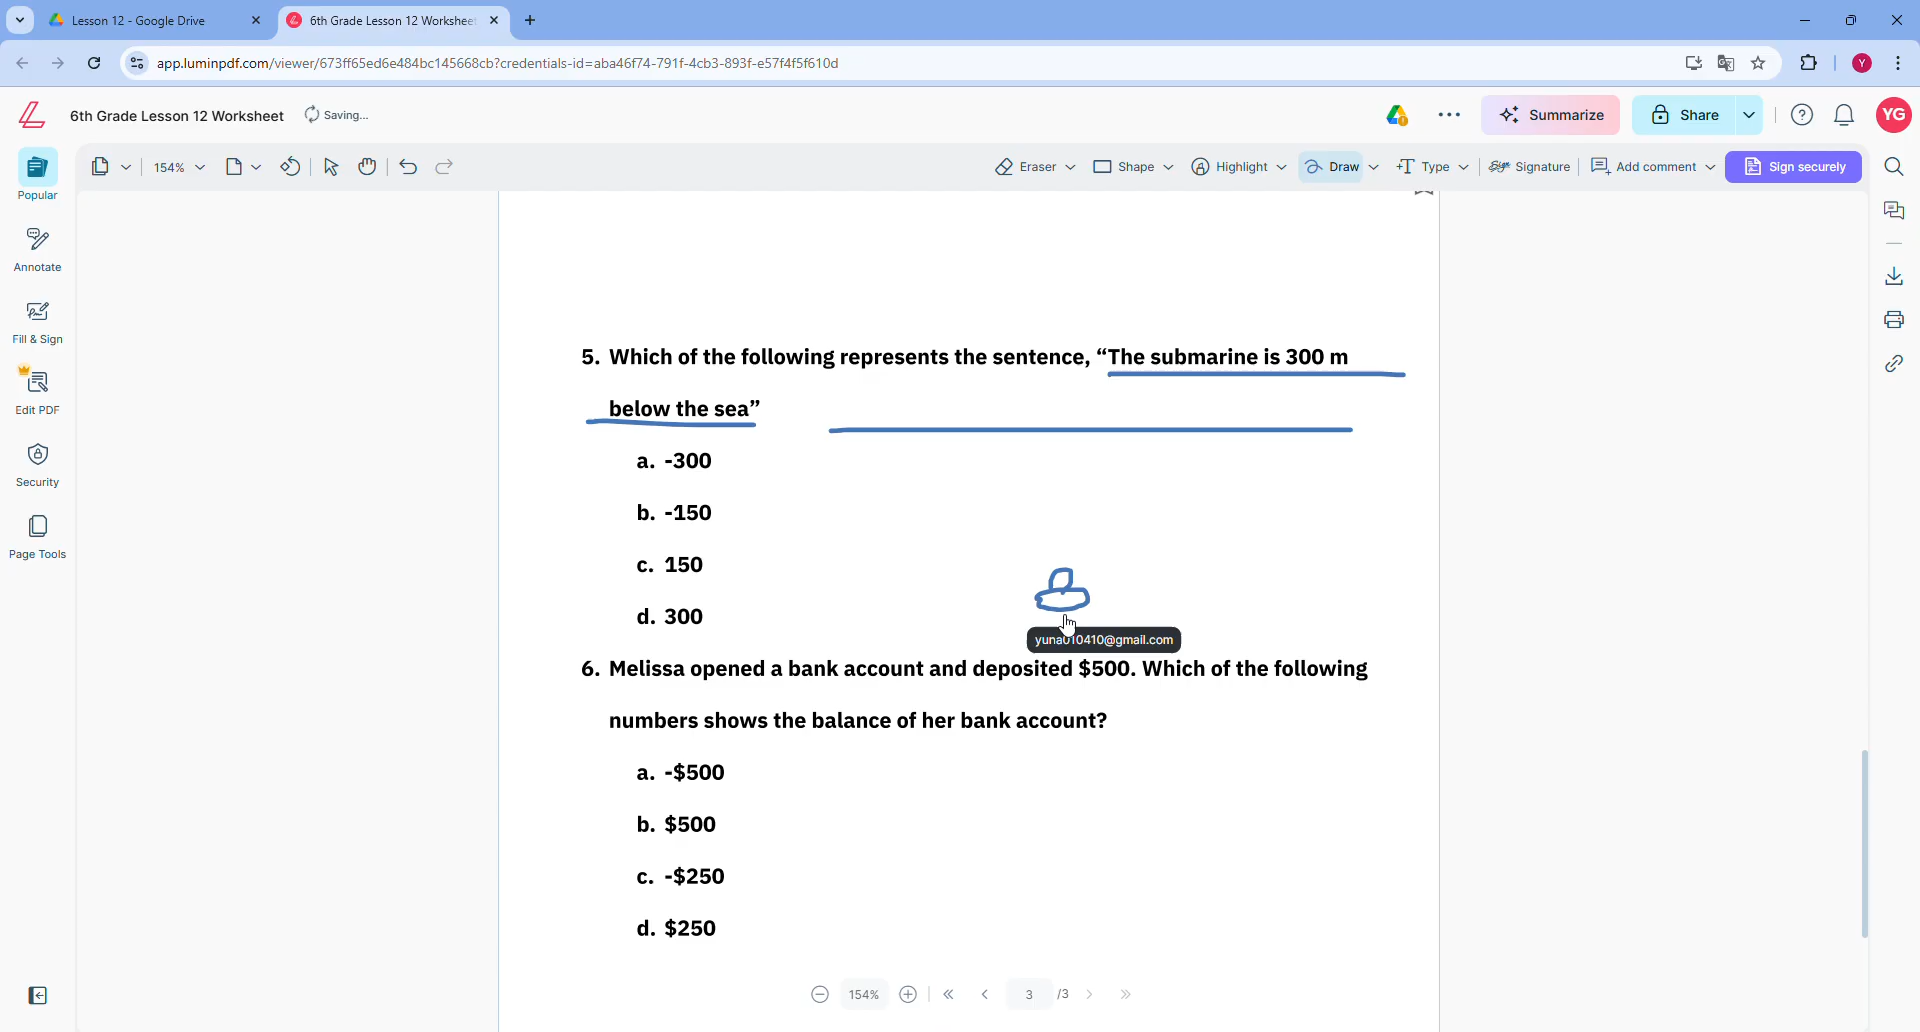 Lesson 12 - Google Drive
6th Grade Lesson 12 Workshee
app.luminpdf.com/viewer/673ff65ed6e484bc145668cb?credentials-id=aba46f74-791f-4cb3-893f-e57f4f5f610d
Y
6th Grade Lesson 12 Worksheet
Saving...
Summarize
Share
YG
Popular
154%
Eraser
Shape
Highlight
Draw
Type
Signature
Add comment
Sign securely
Annotate
Fill & Sign
Edit PDF
Security
Page Tools
5. Which of the following represents the sentence, “The submarine is 300 m
below the sea”
a. -300
b. -150
c. 150
d. 300
yuna010410@gmail.com
6. Melissa opened a bank account and deposited $500. Which of the following
numbers shows the balance of her bank account?
a. -$500
b. $500
c. -$250
d. $250
154%
3 /3